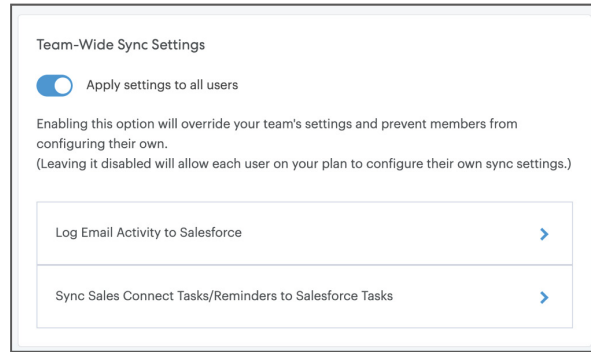 Team-Wide Sync Settings
Apply settings to all users
Enabling this option will override your team's settings and prevent members from
configuring their own.
(Leaving it disabled will allow each user on your plan to configure their own sync settings.)
Log Email Activity to Salesforce
Sync Sales Connect Tasks/Reminders to Salesforce Tasks